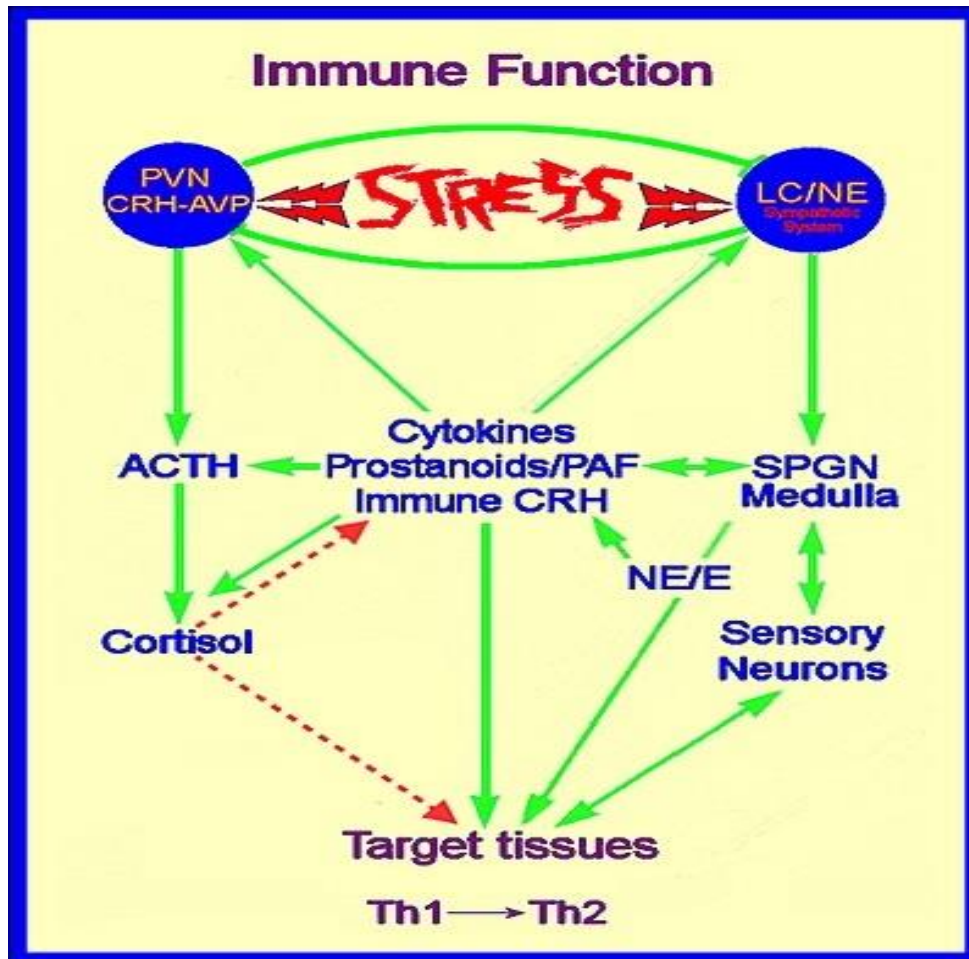 Immune Function
PVN
CRH-AVP
STRESS
LC/NE
Sympathetic
System
Cytokines
ACTH
Prostanoids/PAF
Immune CRH
SPGN
Medulla
NE/E
Cortisol
Sensory
Neurons
Target tissues
Th1 → Th2